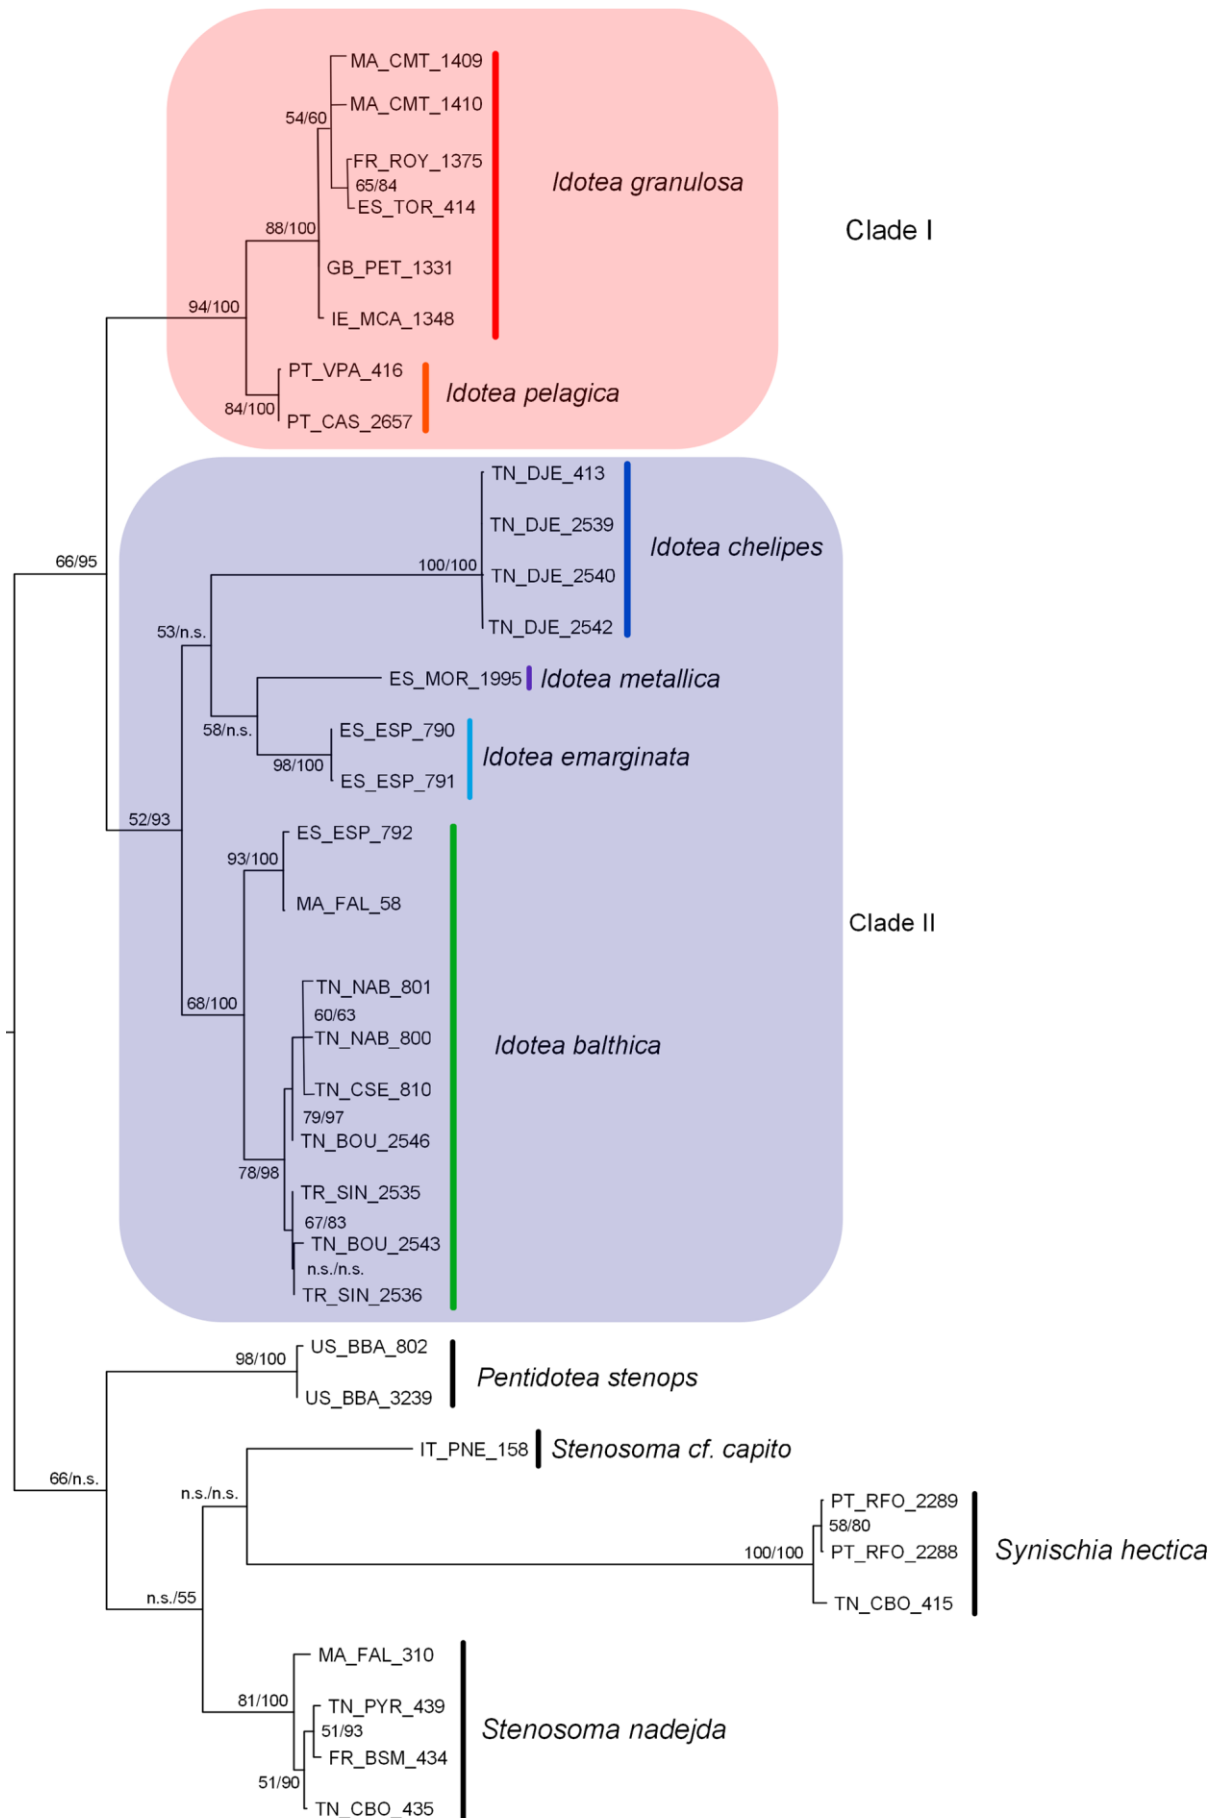 MA_CMT_1409
MA_CMT_1410
54/60
FR_ROY_1375
65/84
ES_TOR_414
Idotea granulosa
Clade I
88/100
GB_PET_1331
94/100
IE_MCA_1348
PT_VPA_416
84/100
PT_CAS_2657
Idotea pelagica
TN_DJE_413
TN_DJE_2539
Idotea chelipes
66/95
100/100
TN_DJE_2540
TN_DJE_2542
53/n.s.
ES_MOR_1995
Idotea metallica
58/n.s.
ES_ESP_790
98/100
ES_ESP_791
Idotea emarginata
52/93
ES_ESP_792
93/100
MA_FAL_58
Clade II
68/100
TN_NAB_801
60/63
TN_NAB_800
Idotea balthica
TN_CSE_810
79/97
TN_BOU_2546
78/98
TR_SIN_2535
67/83
TN_BOU_2543
n.s./n.s.
TR_SIN_2536
98/100
US_BBA_802
US_BBA_3239
Pentidotea stenops
IT_PNE_158
Stenosoma cf. capito
66/n.s.
n.s./n.s.
PT_RFO_2289
58/80
100/100
PT_RFO_2288
Synischia hectica
TN_CBO_415
n.s./55
MA_FAL_310
81/100
TN_PYR_439
51/93
FR_BSM_434
Stenosoma nadejda
51/90
TN_CBO_435